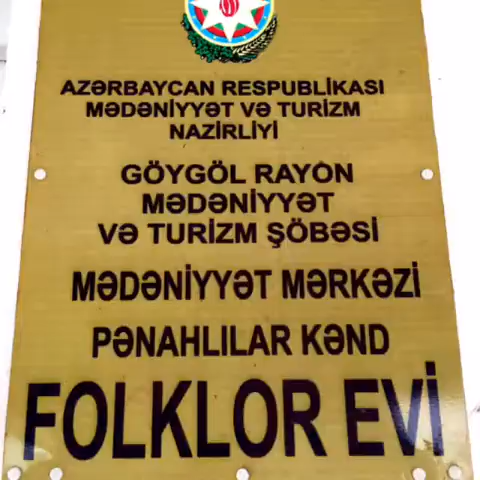 AZƏRBAYCAN RESPUBLİKASI
MƏDƏNİYYƏT VƏ TURİZM
NAZİRLİYİ
GÖYGÖL RAYON
MƏDƏNİYYƏT
VƏ TURİZM ŞÖBƏSİ
MƏDƏNİYYƏT MƏRKƏZİ
PƏNAHLILAR KƏND
FOLKLOR EVİ